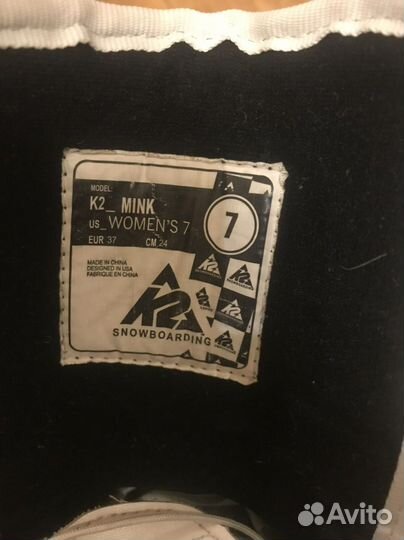 MODEL:
K2_ MINK
US_WOMEN'S 7
EUR 37 CM 24
7
MADE IN CHINA
DESIGNED IN USA
FABRIQUE EN CHINA
K2
SNOWBOARDING
Avito